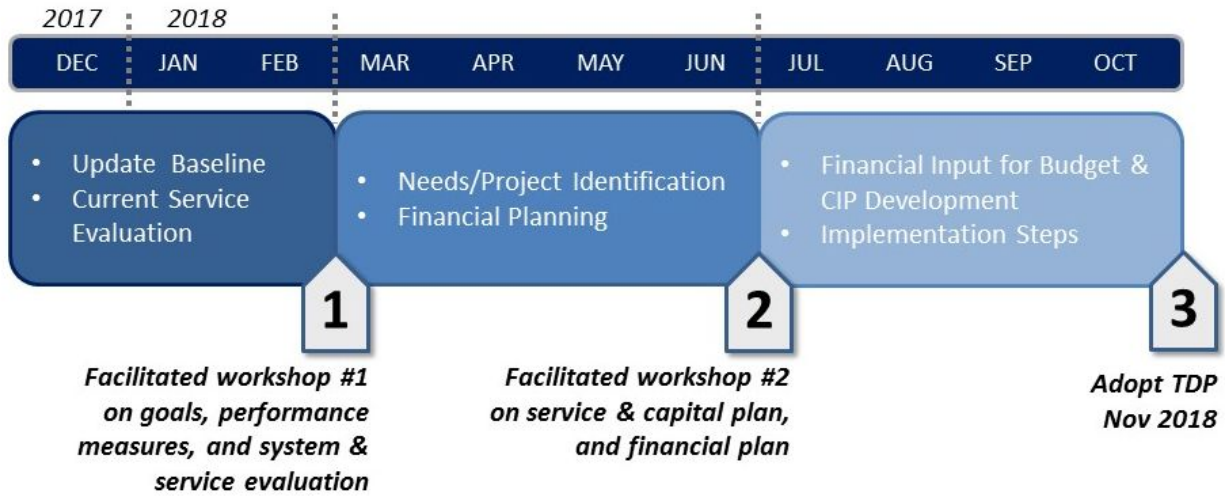 2017 2018
DEC JAN FEB MAR APR MAY JUN JUL AUG SEP OCT
• Update Baseline
• Current Service
Evaluation
• Needs/Project Identification
• Financial Planning
• Financial Input for Budget &
CIP Development
• Implementation Steps
1
2
3
Facilitated workshop #1
on goals, performance
measures, and system &
service evaluation
Facilitated workshop #2
on service & capital plan,
and financial plan
Adopt TDP
Nov 2018